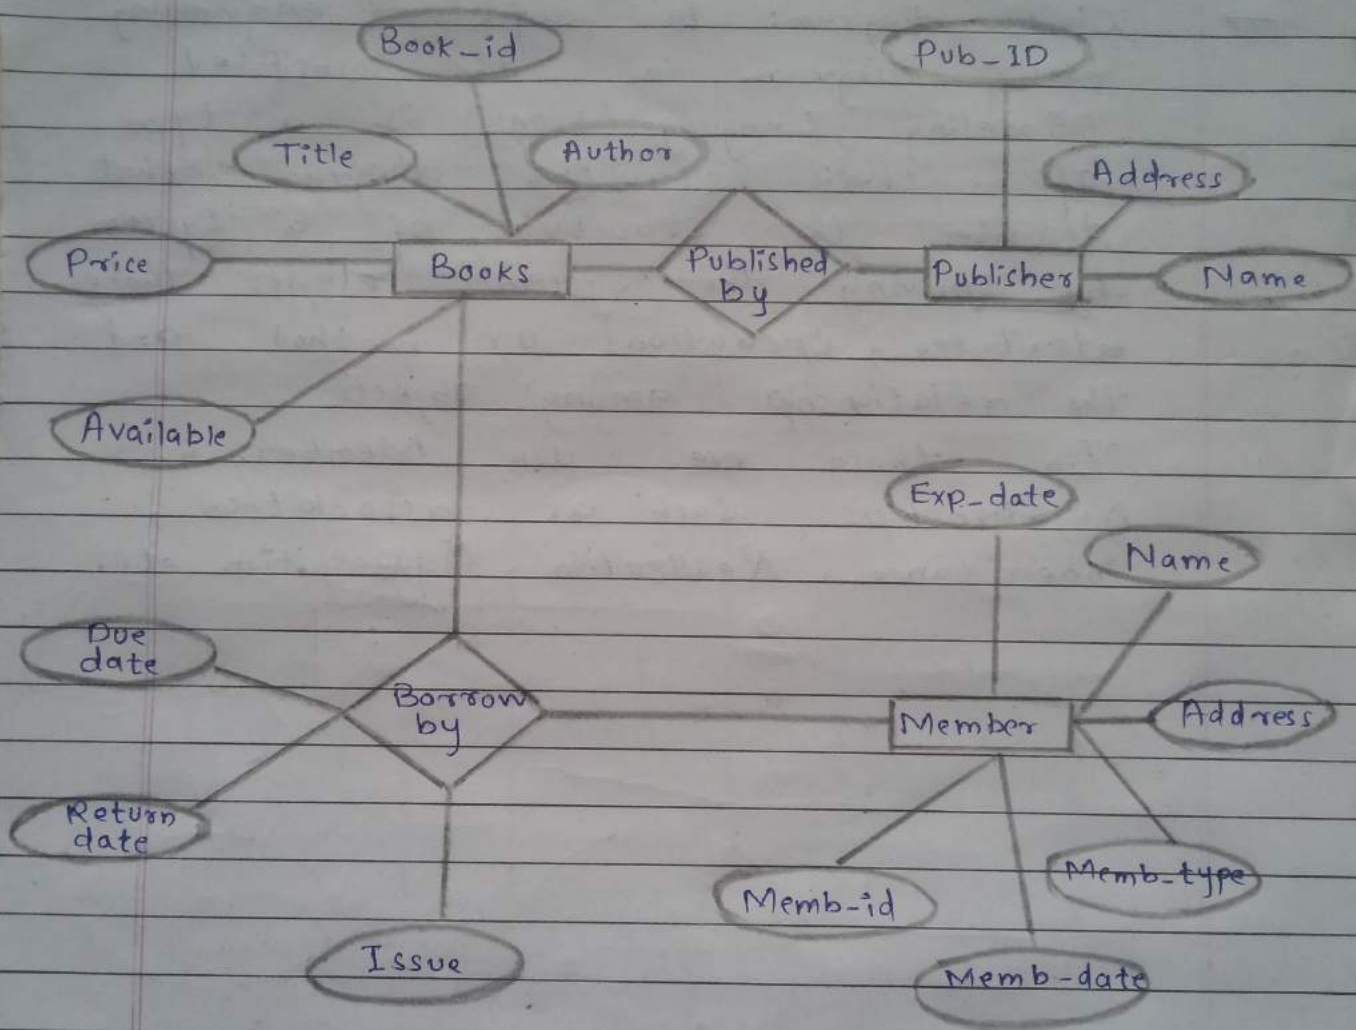 Book_id
Pub_ID
Title
Author
Address
Price
Books
Published
by
Publisher
Name
Available
Exp_date
Name
Due
date
Borrow
by
Member
Address
Return
date
Memb-id
Memb-type
Issue
Memb-date